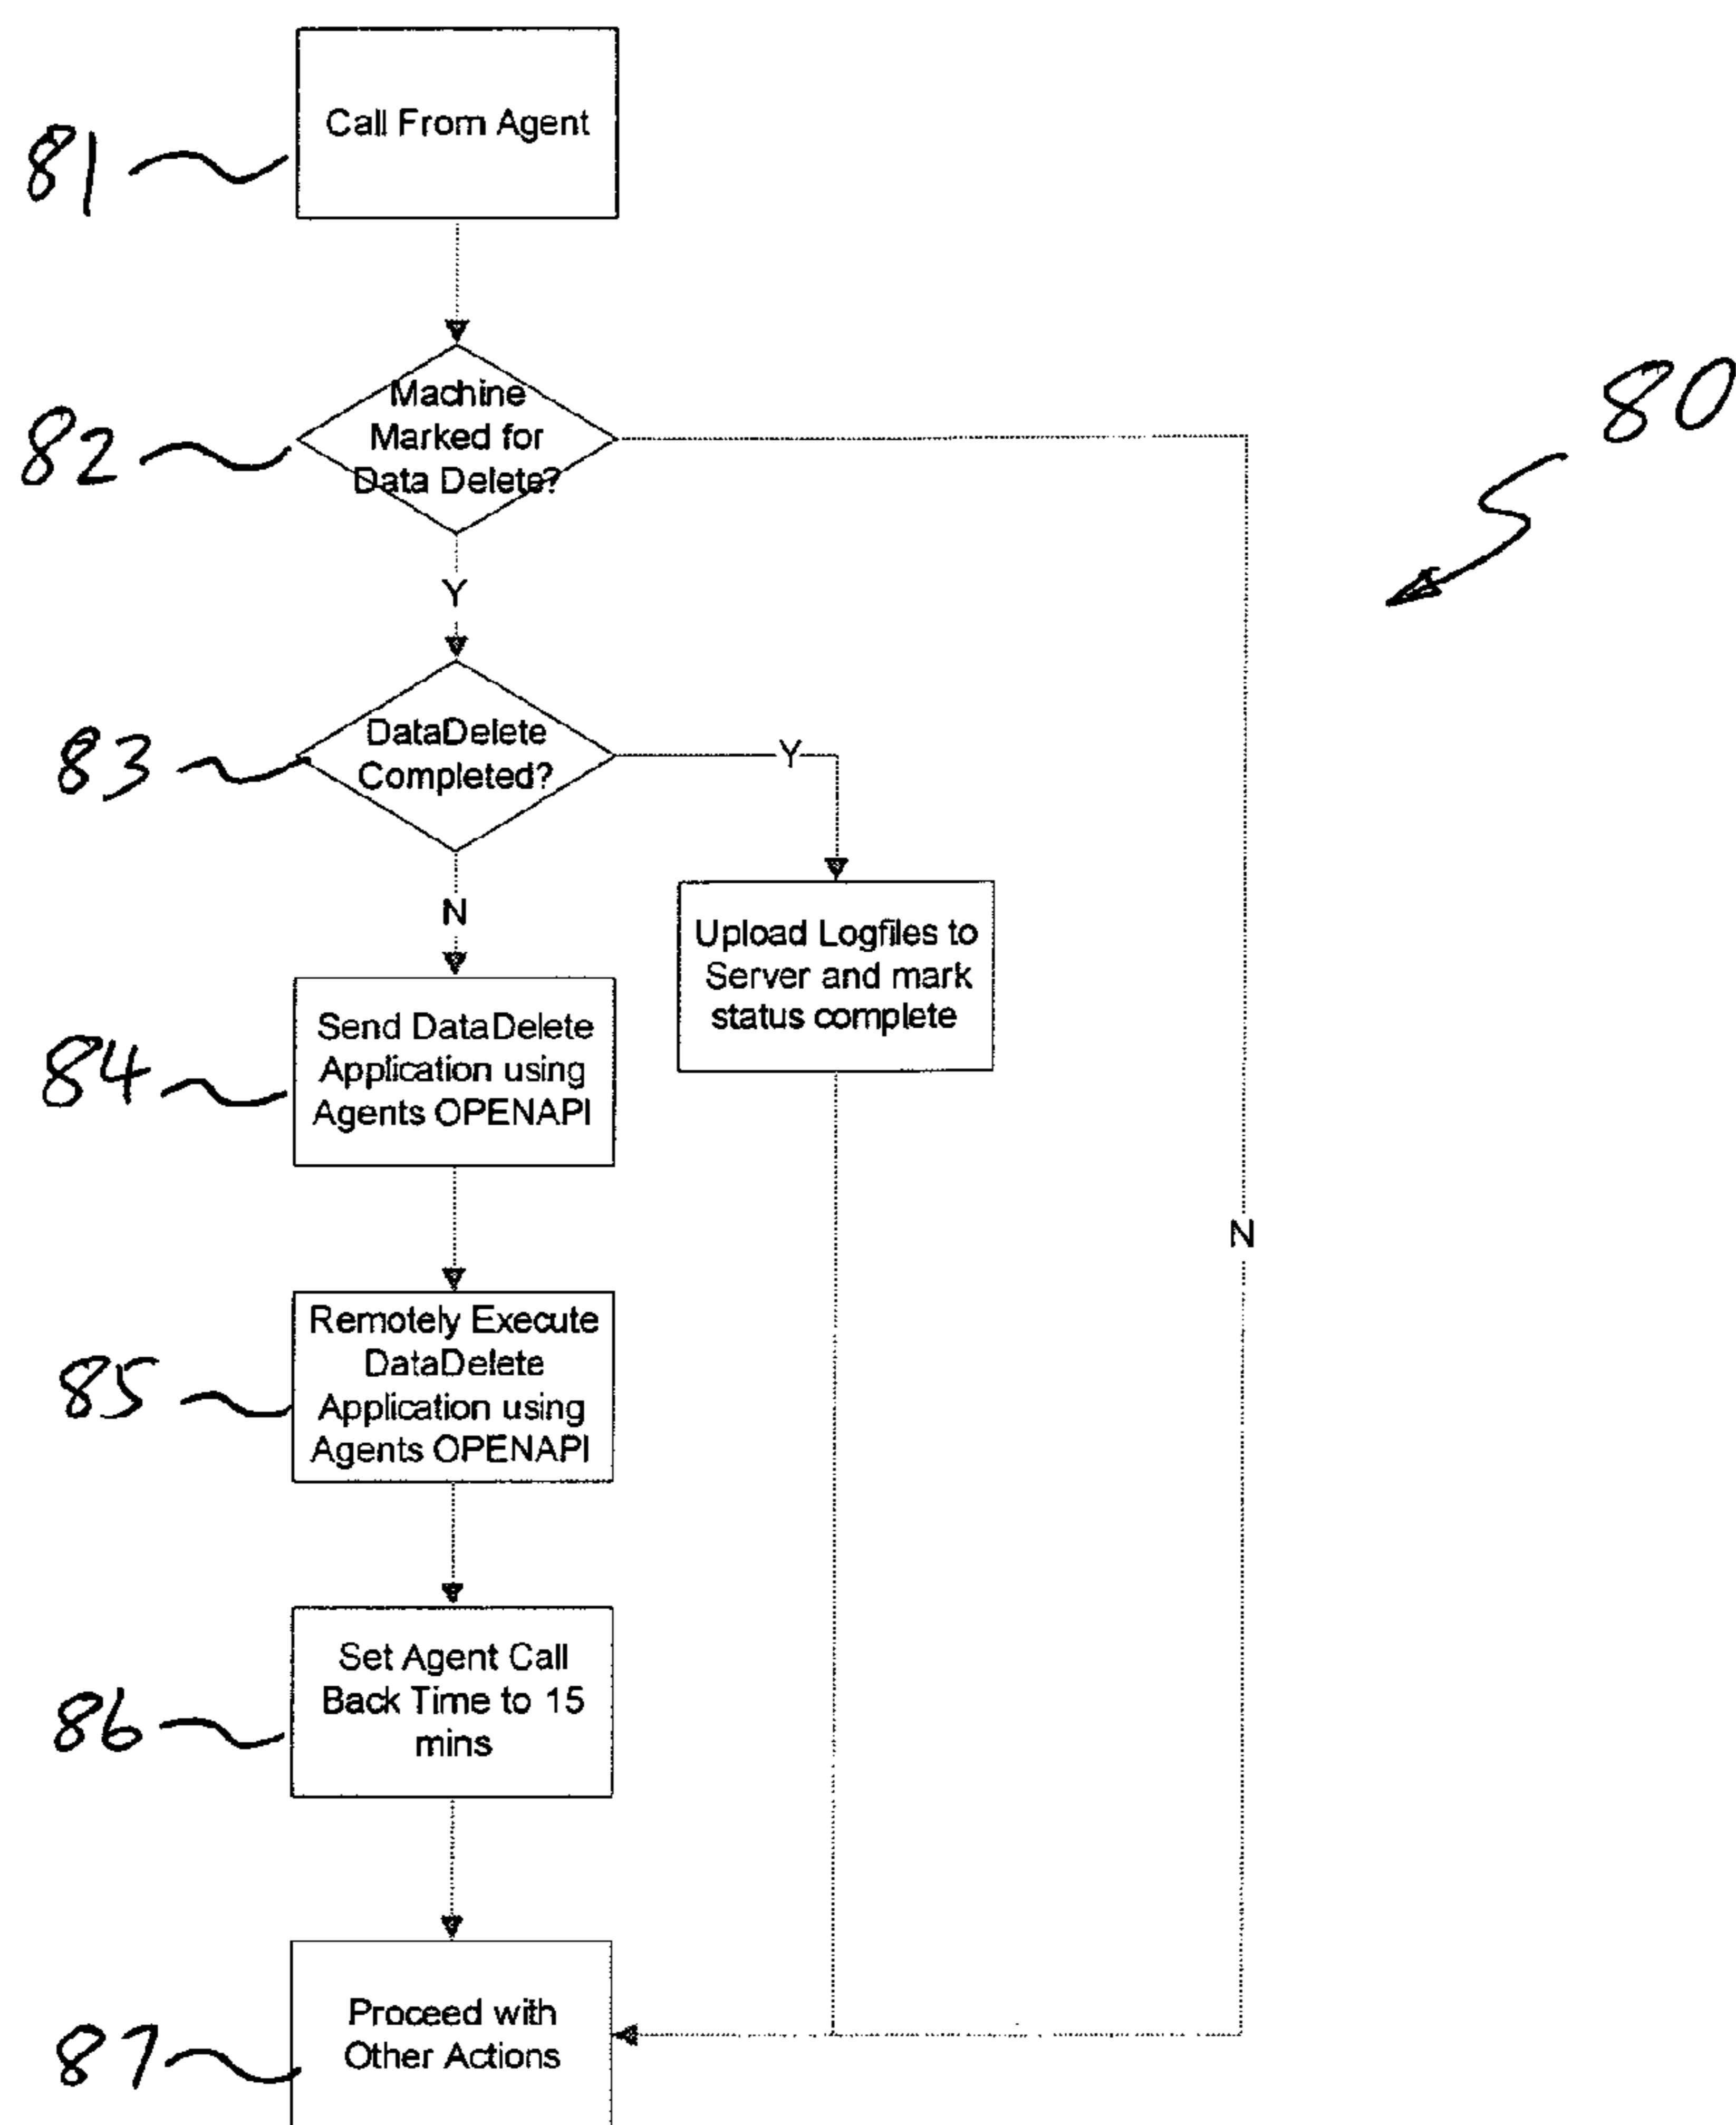 Call From Agent
81
Machine
Marked for
Data Delete?
82
80
Y
DataDelete
Completed?
83
Y
N
Upload Logfiles to
Server and mark
status complete
Send DataDelete
Application using
Agents OPENAPI
84
N
Remotely Execute
DataDelete
Application using
Agents OPENAPI
85
Set Agent Call
Back Time to 15
mins
86
Proceed with
Other Actions
87